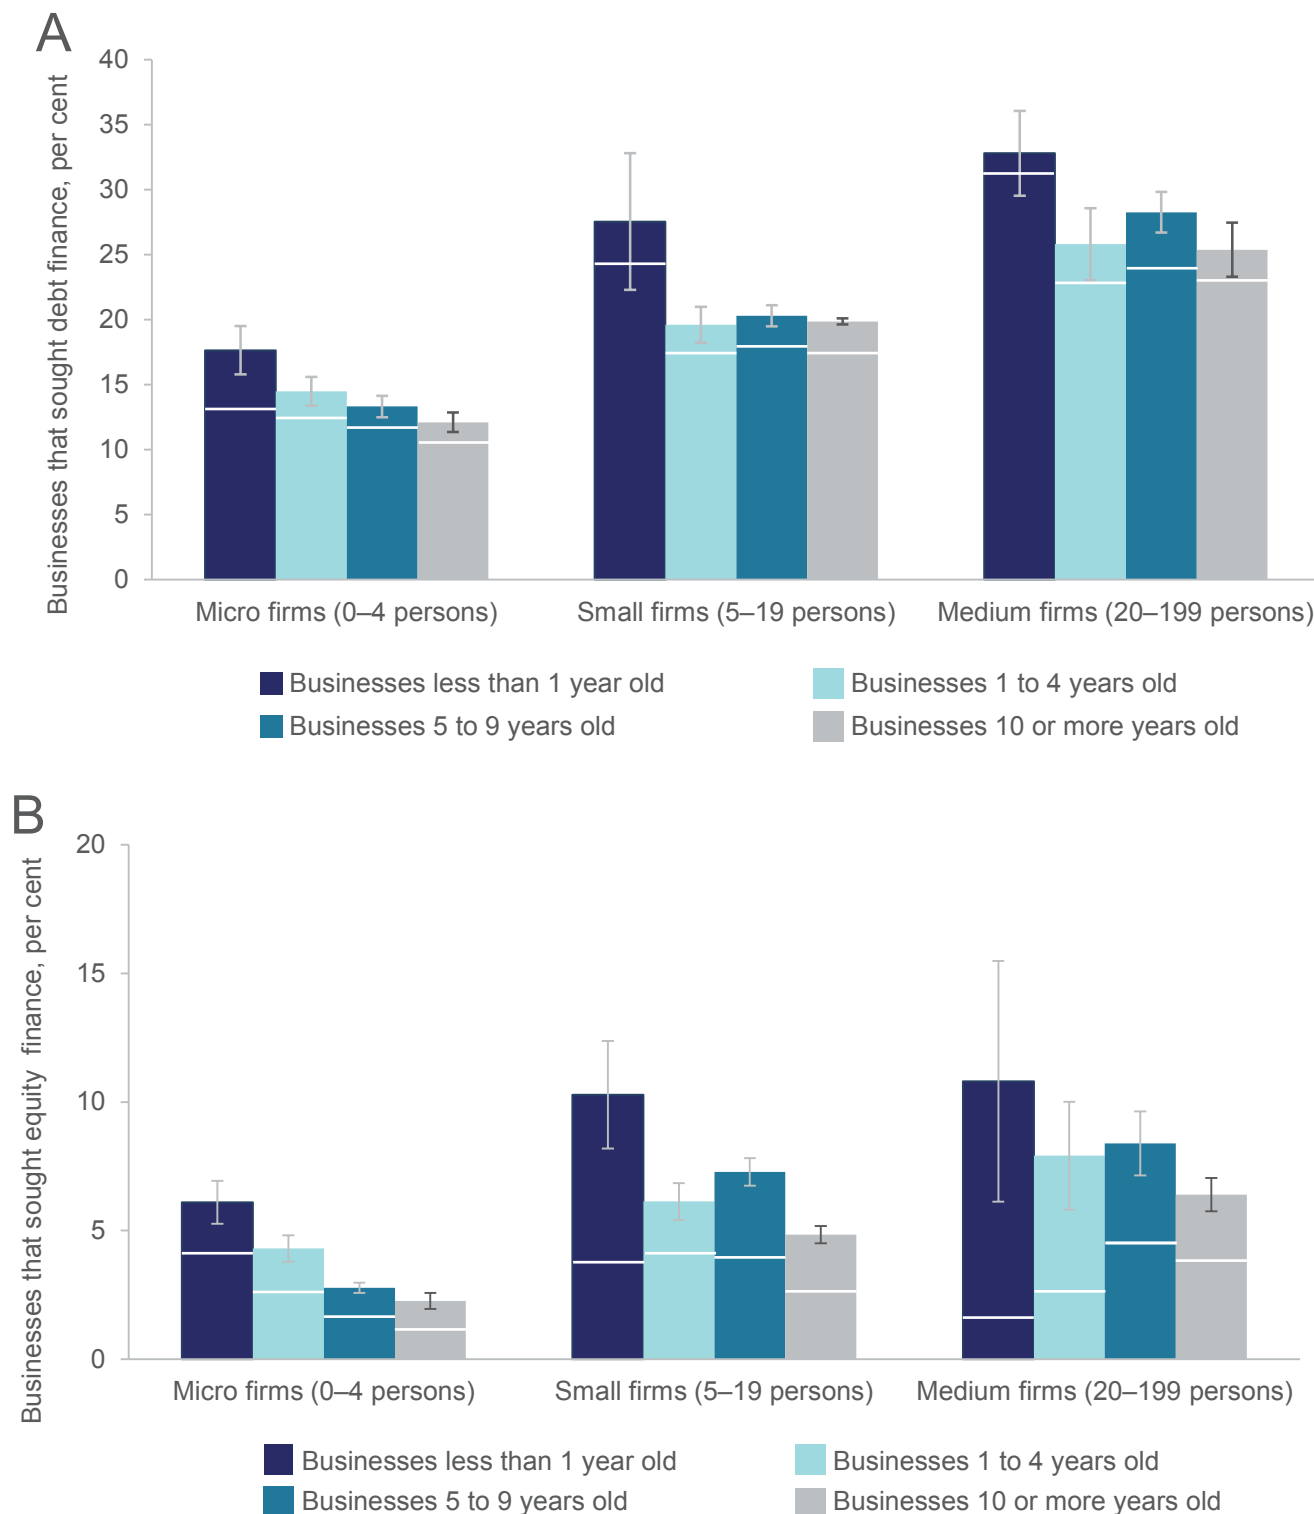 A
Businesses that sought debt finance, per cent
40
35
30
25
20
15
10
5
0
Micro firms (0–4 persons)
Small firms (5–19 persons)
Medium firms (20–199 persons)
Businesses less than 1 year old
Businesses 1 to 4 years old
Businesses 5 to 9 years old
Businesses 10 or more years old
B
Businesses that sought equity finance, per cent
20
15
10
5
0
Micro firms (0–4 persons)
Small firms (5–19 persons)
Medium firms (20–199 persons)
Businesses less than 1 year old
Businesses 1 to 4 years old
Businesses 5 to 9 years old
Businesses 10 or more years old